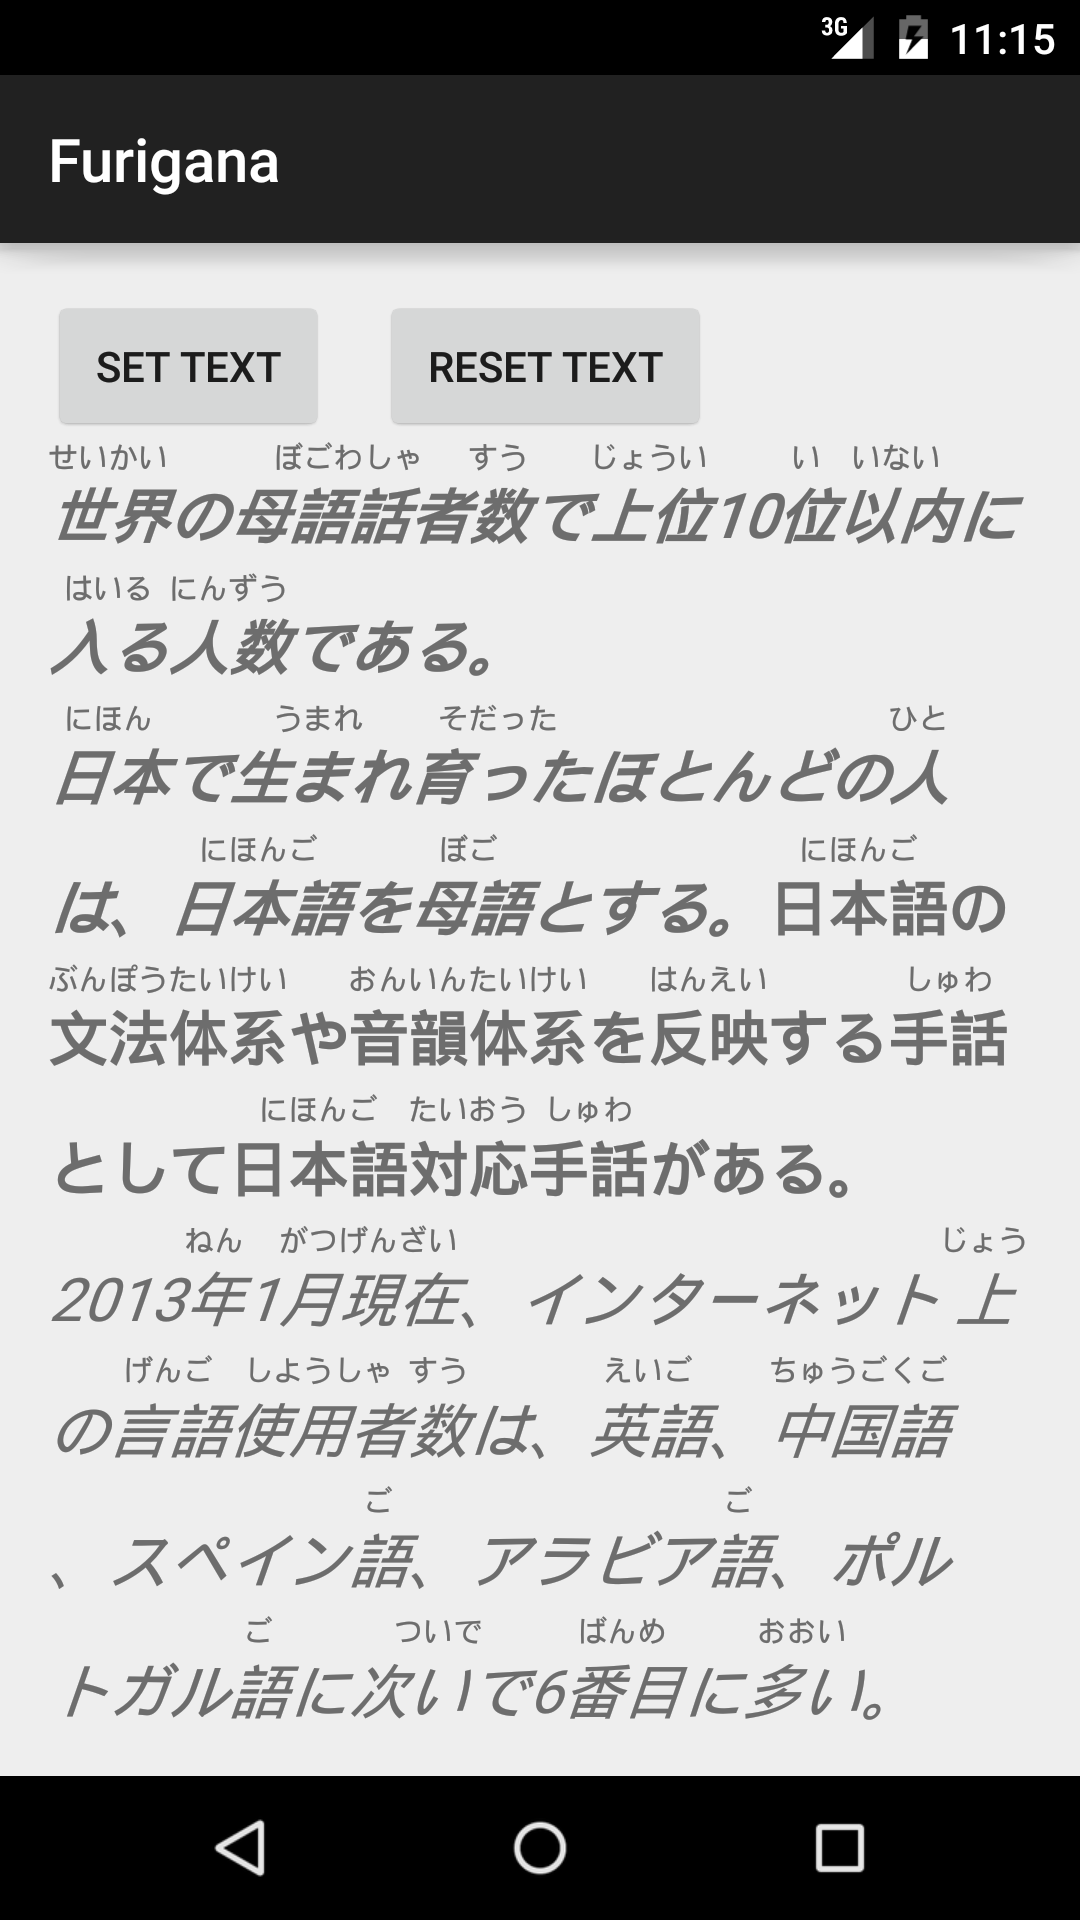 3G 11:15
Furigana
SET TEXT RESET TEXT
せいかい ぼごわしゃ すう じょうい い いない
世界の母語話者数で上位10位以内に
はいる にんずう
入る人数である。
にほん うまれ そだった ひと
日本で生まれ育ったほとんどの人
にほんご ぼご にほんご
は、日本語を母語とする。日本語の
ぶんぽうたいけい おんいんたいけい はんえい しゅわ
文法体系や音韻体系を反映する手話
にほんご たいおう しゅわ
として日本語対応手話がある。
ねん がつげんざい じょう
2013年1月現在、インターネット上
げんご しようしゃ すう えいご ちゅうごくご
の言語使用者数は、英語、中国語
ご ご
、スペイン語、アラビア語、ポル
ご ついで ばんめ おおい
トガル語に次いで6番目に多い。